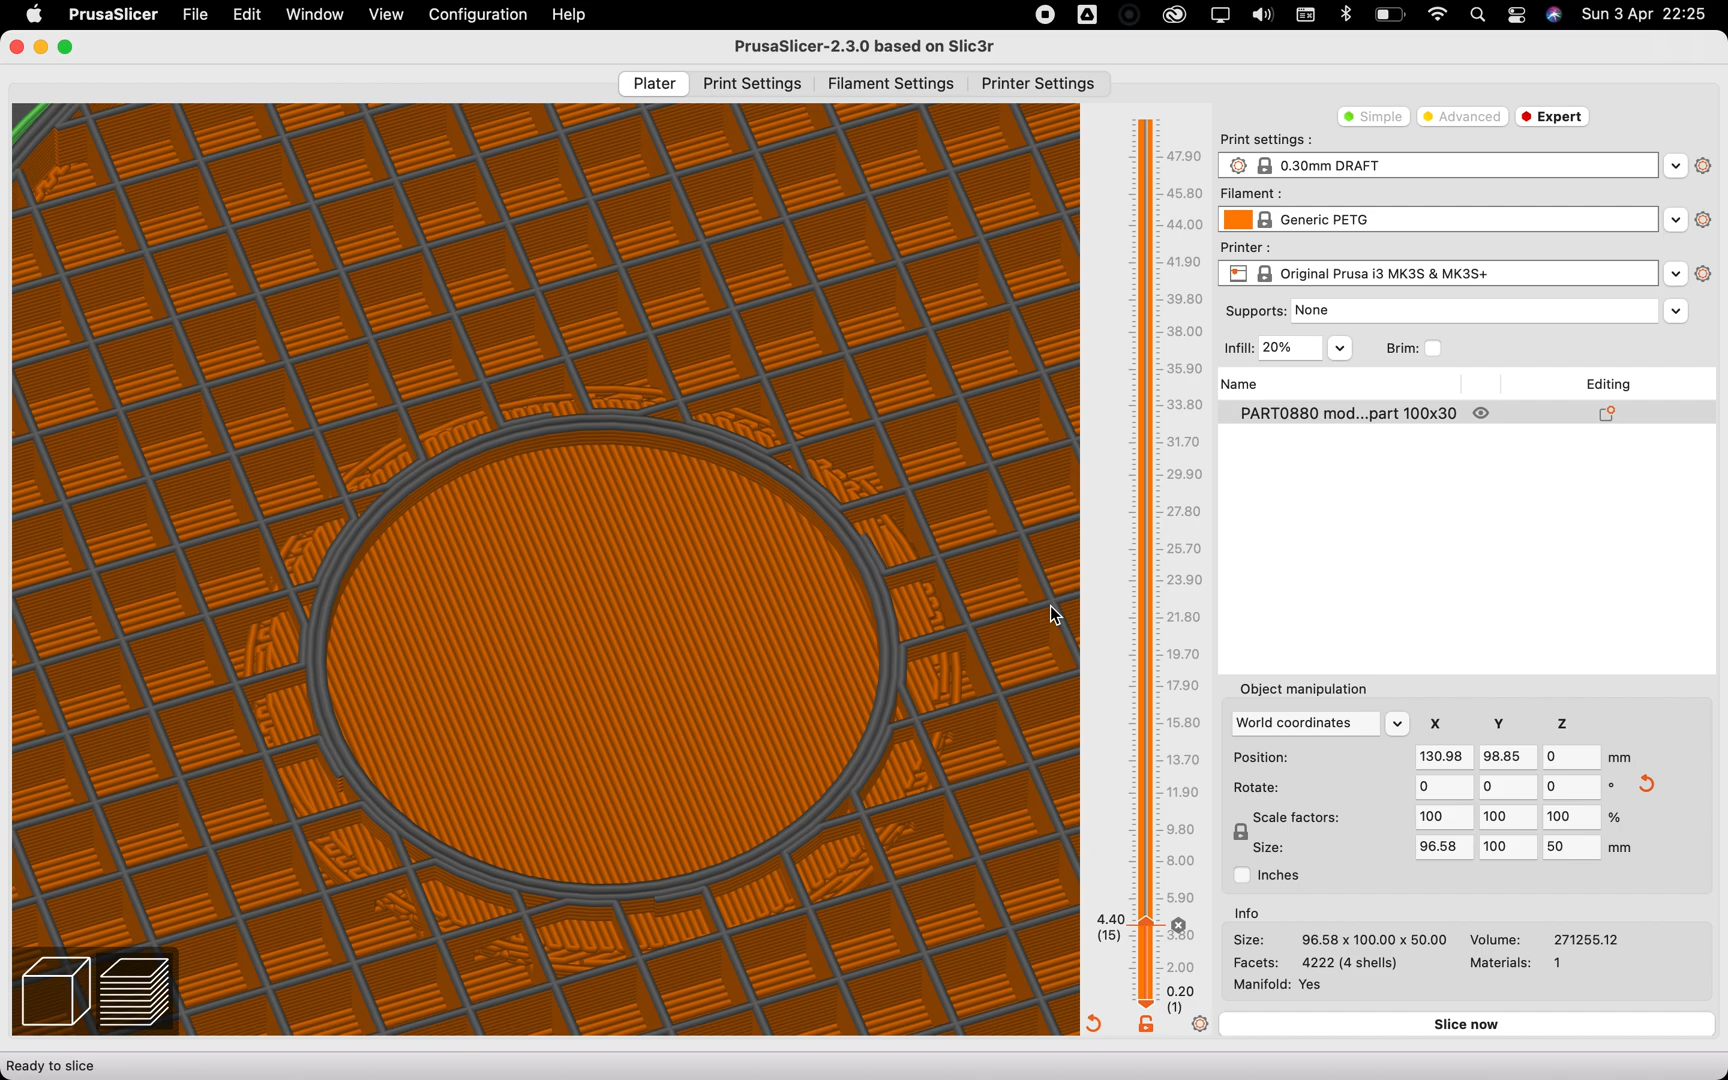 PrusaSlicer File Edit Window View Configuration Help Sun 3 Apr 22:25
PrusaSlicer-2.3.0 based on Slic3r
Plater Print Settings Filament Settings Printer Settings
Simple Advanced Expert
Print settings :
0.30mm DRAFT
Filament :
Generic PETG
Printer :
Original Prusa i3 MK3S & MK3S+
Supports: None
Infill: 20% Brim:
Name Editing
PART0880 mod...part 100x30
47.90
45.80
44.00
41.90
39.80
38.00
35.90
33.80
31.70
29.90
27.80
25.70
23.90
21.80
19.70
17.90
15.80
13.70
11.90
9.80
8.00
5.90
4.40
(15)
3.80
2.00
0.20
(1)
Object manipulation
World coordinates X Y Z
Position: 130.98 98.85 0 mm
Rotate: 0 0 0 °
Scale factors: 100 100 100 %
Size: 96.58 100 50 mm
Inches
Info
Size: 96.58 x 100.00 x 50.00 Volume: 271255.12
Facets: 4222 (4 shells) Materials: 1
Manifold: Yes
Slice now
Ready to slice